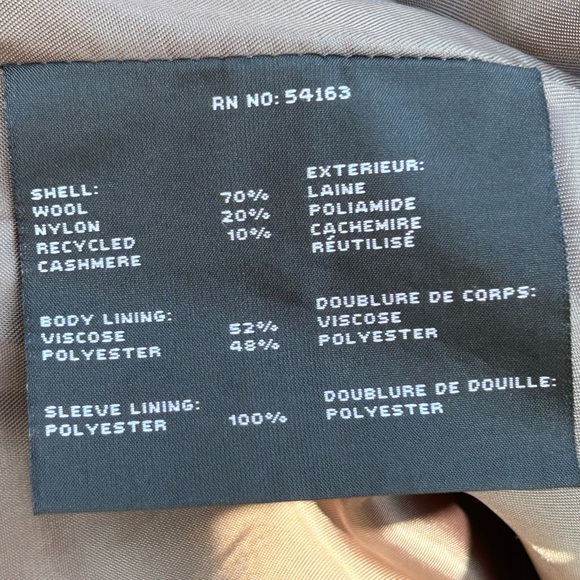 RN NO: 54163
SHELL:
WOOL 70%
NYLON 20%
RECYCLED 10%
CASHMERE
EXTERIEUR:
LAINE
POLIAMIDE
CACHEMIRE
RÉUTILISÉ
BODY LINING:
VISCOSE 52%
POLYESTER 48%
DOUBLURE DE CORPS:
VISCOSE
POLYESTER
SLEEVE LINING:
POLYESTER 100%
DOUBLURE DE DOUILLE:
POLYESTER